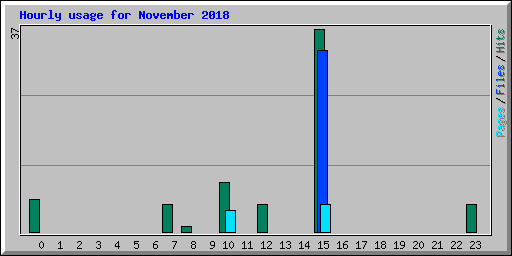 Hourly usage for November 2018
37
Pages/Files/Hits
0 1 2 3 4 5 6 7 8 9 10 11 12 13 14 15 16 17 18 19 20 21 22 23